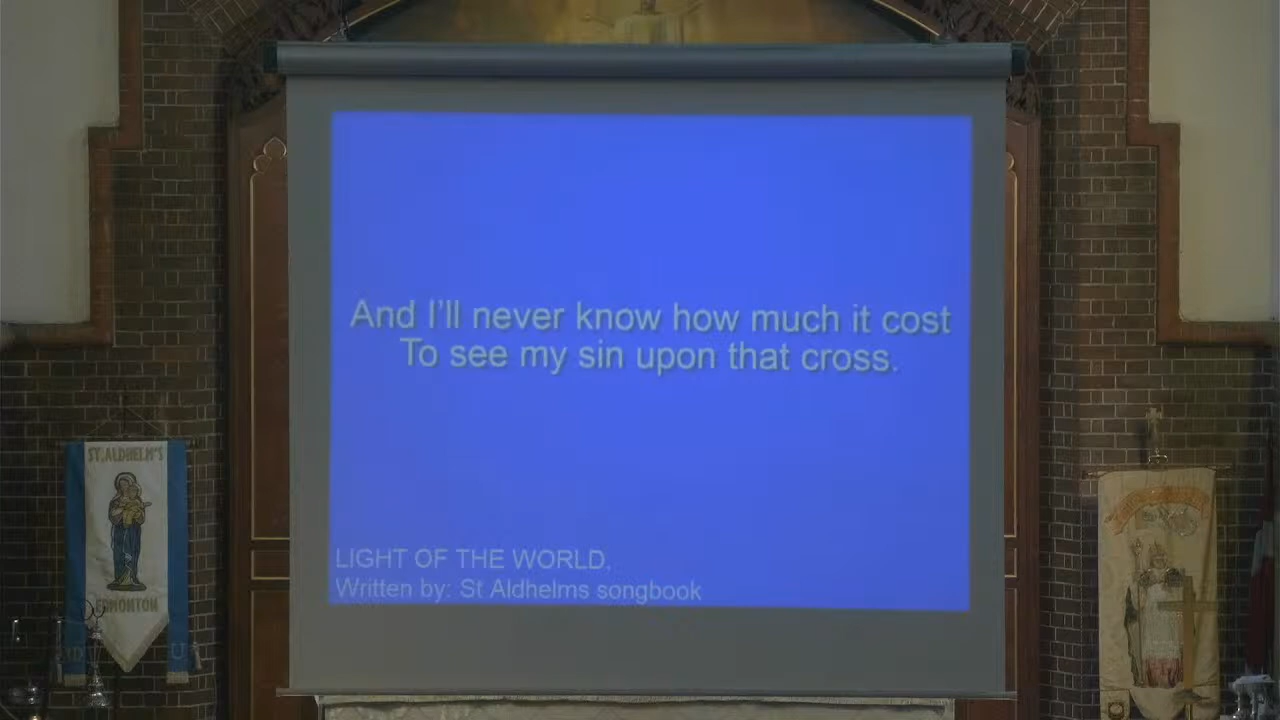 And I'll never know how much it cost
To see my sin upon that cross.
LIGHT OF THE WORLD,
Written by: St Aldhelms songbook
ST. ALDHELM'S
EDMONTON
U